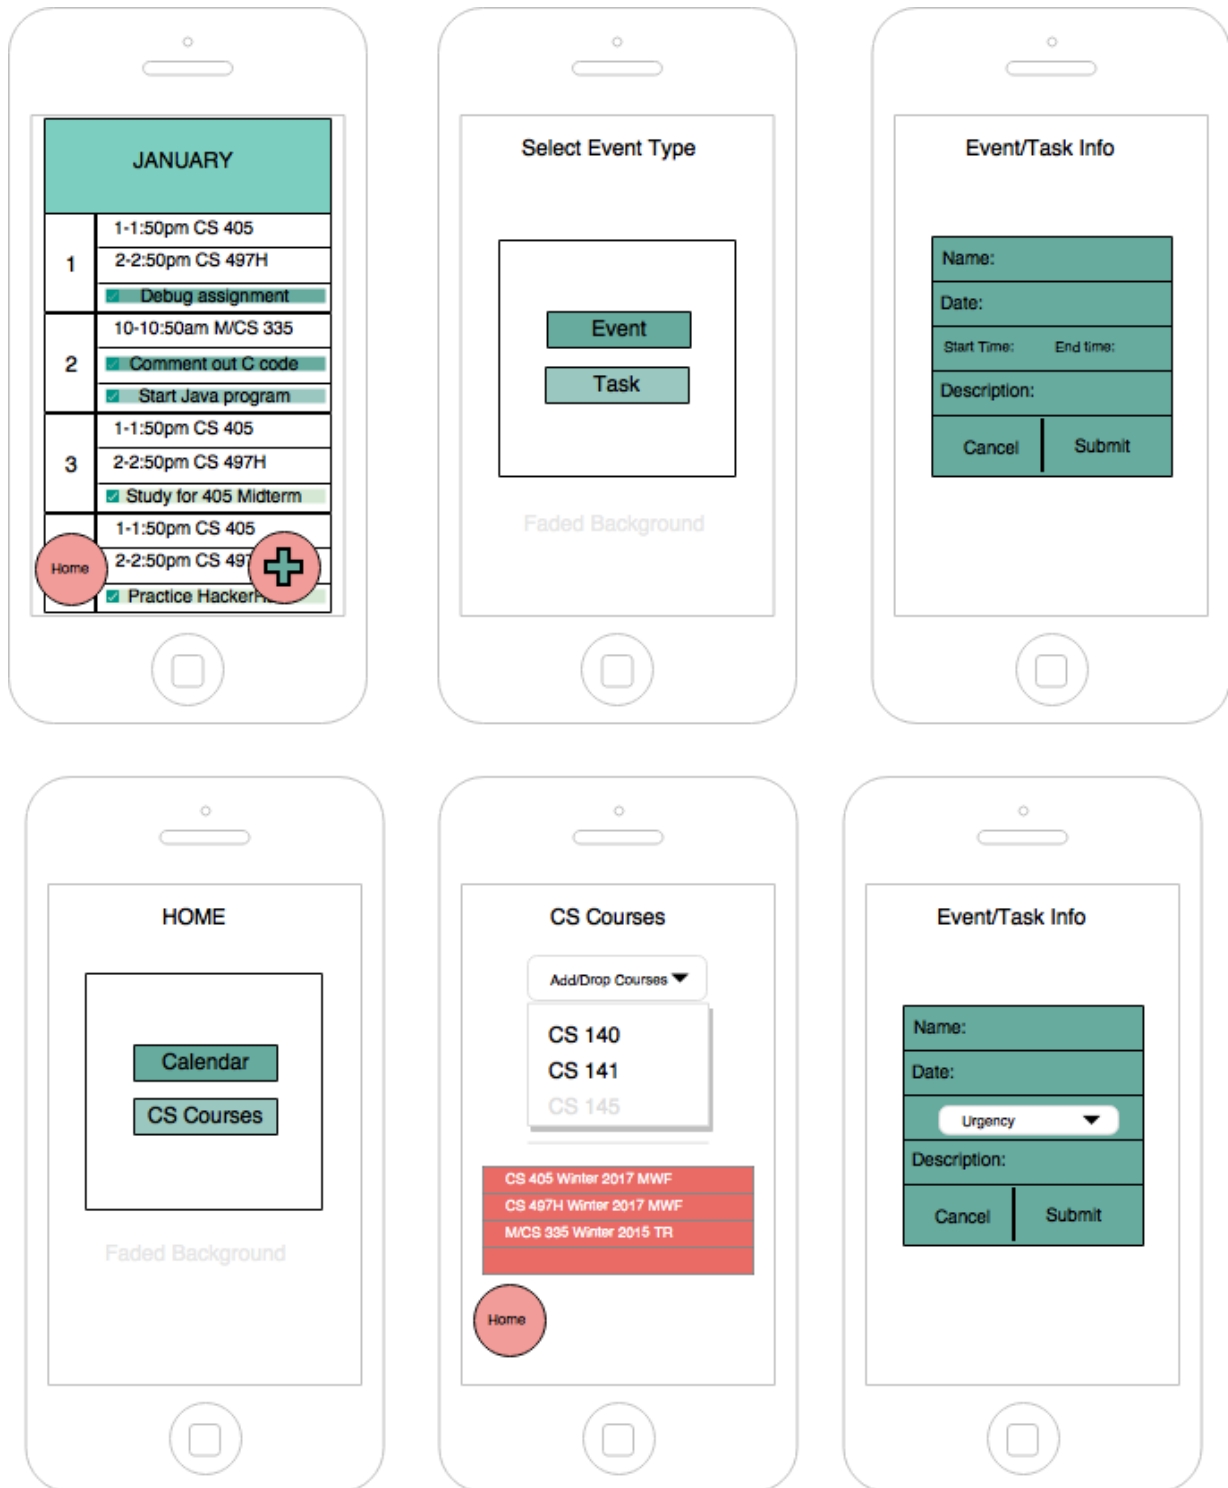 JANUARY
1
1-1:50pm CS 405
2-2:50pm CS 497H
Debug assignment
2
10-10:50am M/CS 335
Comment out C code
Start Java program
3
1-1:50pm CS 405
2-2:50pm CS 497H
Study for 405 Midterm
1-1:50pm CS 405
2-2:50pm CS 497
Practice
Home
Select Event Type
Event
Task
Faded Background
Event/Task Info
Name:
Date:
Start Time: End time:
Description:
Cancel Submit
HOME
Calendar
CS Courses
Faded Background
CS Courses
Add/Drop Courses
CS 140
CS 141
CS 145
CS 405 Winter 2017 MWF
CS 497H Winter 2017 MWF
M/CS 335 Winter 2015 TR
Home
Event/Task Info
Name:
Date:
Urgency
Description:
Cancel Submit